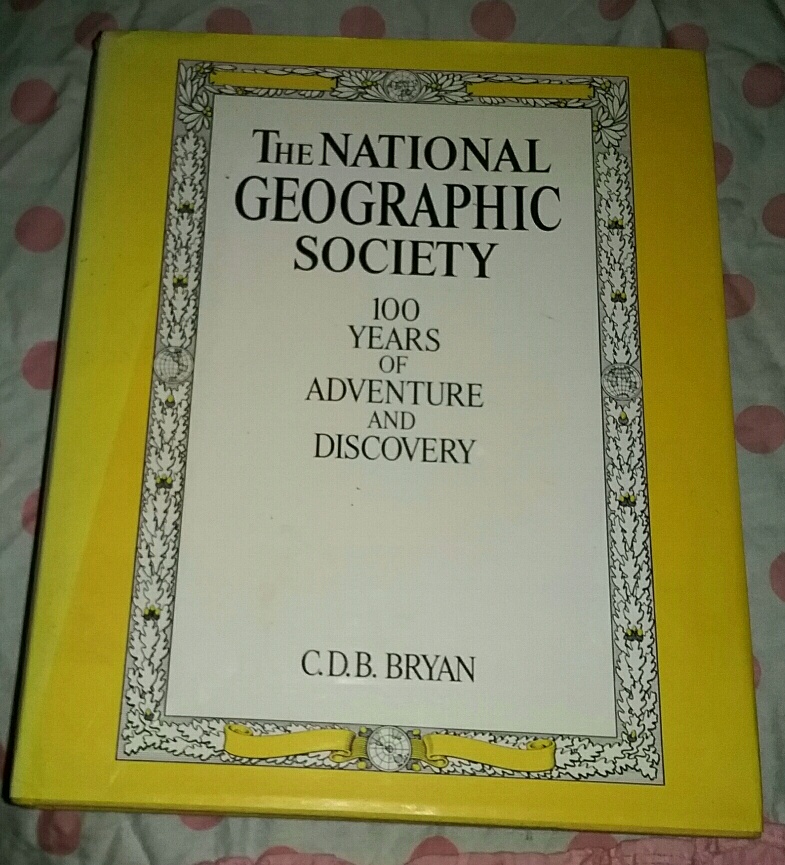 THE NATIONAL
GEOGRAPHIC
SOCIETY
100
YEARS
OF
ADVENTURE
AND
DISCOVERY
C.D.B. BRYAN